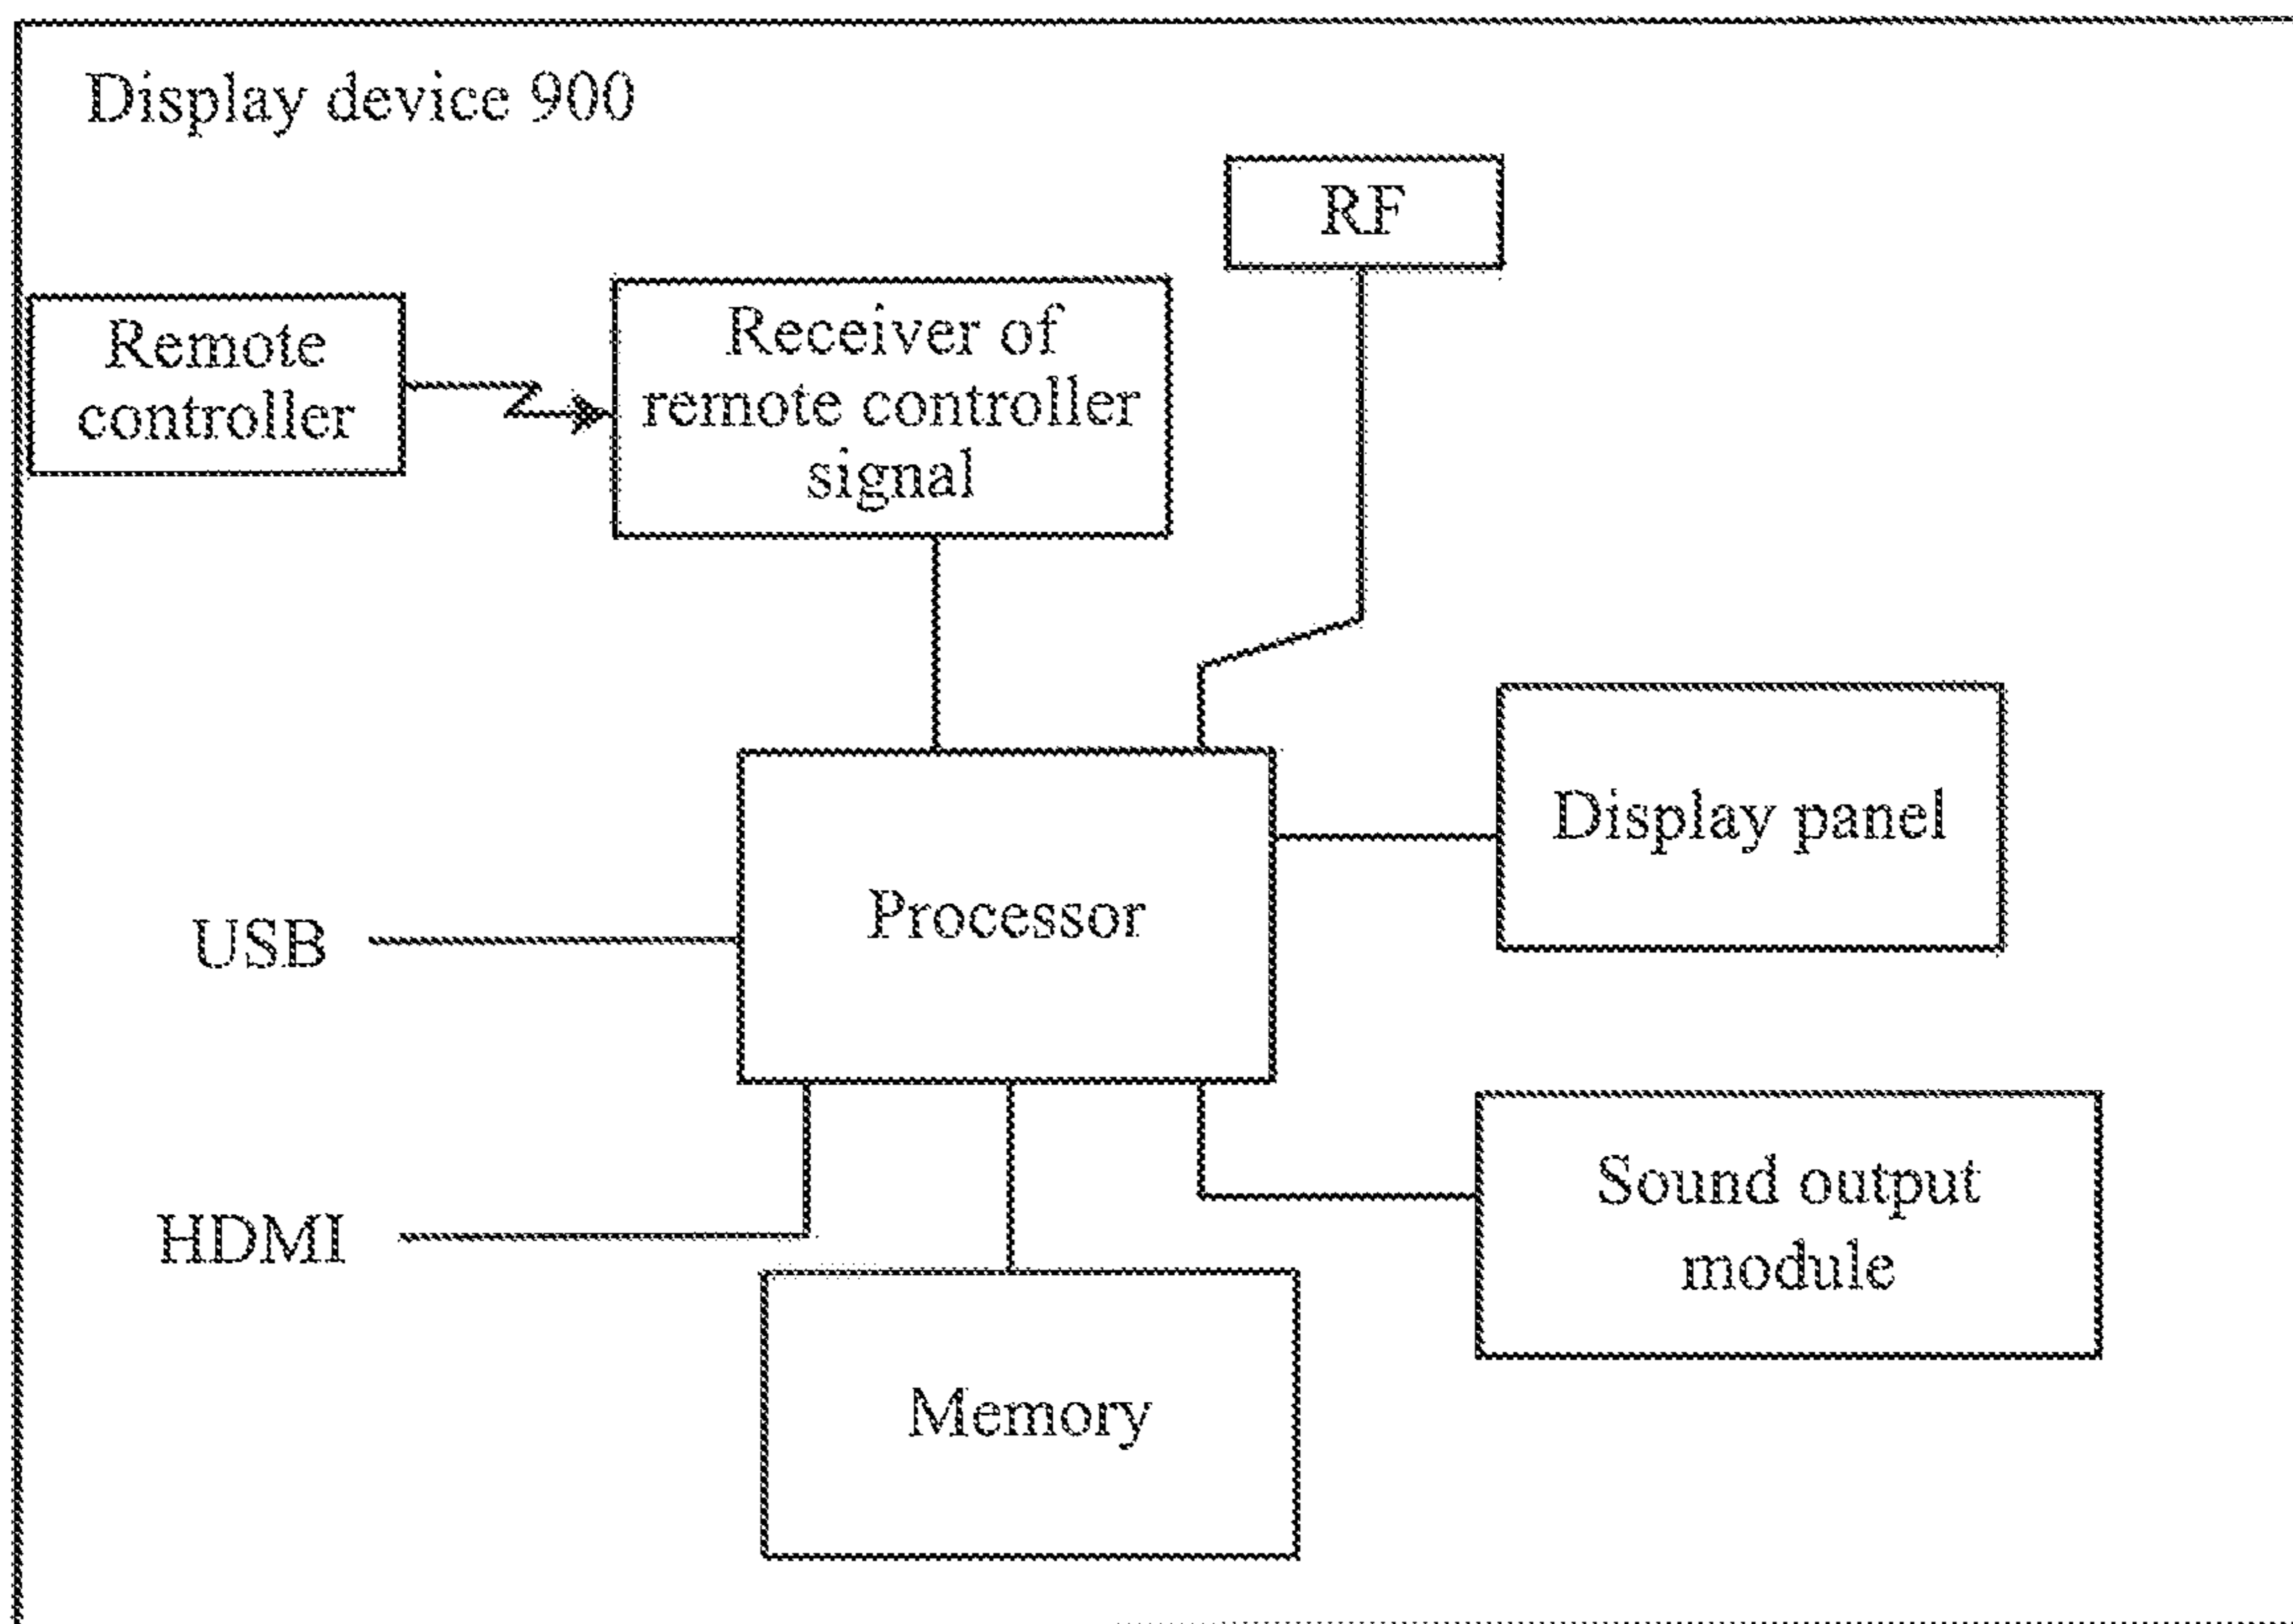 Display device 900
RF
Remote
controller
Receiver of
remote controller
signal
Display panel
Processor
USB
Sound output
module
HDMI
Memory